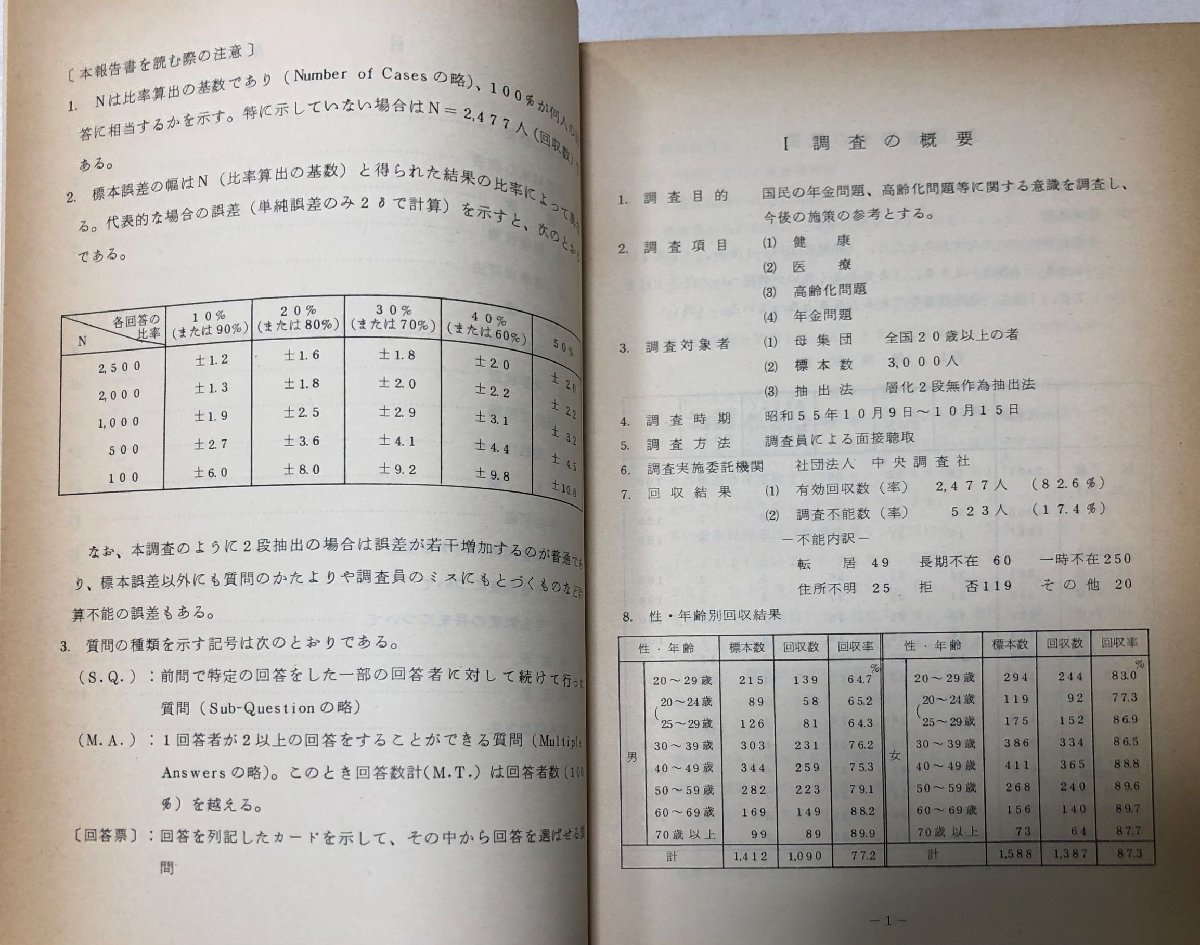 〔本報告書を読む際の注意〕
1. Nは比率算出の基数であり(Number of Casesの略)、100%が何人の
答に相当するかを示す。特に示していない場合はN=2,477人(回収数)で
ある。
2. 標本誤差の幅はN(比率算出の基数)と得られた結果の比率によって異
る。代表的な場合の誤差(単純誤差のみ2δで計算)を示すと、次のとおり
である。
N 各回答の比率 10%(または90%) 20%(または80%) 30%(または70%) 40%(または60%) 50%
2,500 ±1.2 ±1.6 ±1.8 ±2.0 ±2.0
2,000 ±1.3 ±1.8 ±2.0 ±2.2 ±2.2
1,000 ±1.9 ±2.5 ±2.9 ±3.1 ±3.2
500 ±2.7 ±3.6 ±4.1 ±4.4 ±4.5
100 ±6.0 ±8.0 ±9.2 ±9.8 ±10.0
なお、本調査のように2段抽出の場合は誤差が若干増加するのが普通であ
り、標本誤差以外にも質問のかたよりや調査員のミスにもとづくものなど計
算不能の誤差もある。
3. 質問の種類を示す記号は次のとおりである。
(S.Q.):前問で特定の回答をした一部の回答者に対して続けて行った
質問(Sub-Questionの略)
(M.A.):1回答者が2以上の回答をすることができる質問(Multiple
Answersの略)。このとき回答数計(M.T.)は回答者数(100
%)を越える。
〔回答票〕:回答を列記したカードを示して、その中から回答を選ばせる質
問
I 調査の概要
1. 調査目的 国民の年金問題、高齢化問題等に関する意識を調査し、
今後の施策の参考とする。
2. 調査項目 (1) 健康
(2) 医療
(3) 高齢化問題
(4) 年金問題
3. 調査対象者 (1) 母集団 全国20歳以上の者
(2) 標本数 3,000人
(3) 抽出法 層化2段無作為抽出法
4. 調査時期 昭和55年10月9日~10月15日
5. 調査方法 調査員による面接聴取
6. 調査実施委託機関 社団法人 中央調査社
7. 回収結果 (1) 有効回収数(率) 2,477人 (82.6%)
(2) 調査不能数(率) 523人 (17.4%)
―不能内訳―
転居 49 長期不在 60 一時不在250
住所不明 25 拒否119 その他 20
8. 性・年齢別回収結果
性・年齢 標本数 回収数 回収率 性・年齢 標本数 回収数 回収率
% %
20~29歳 215 139 64.7 20~29歳 294 244 83.0
20~24歳 89 58 65.2 20~24歳 119 92 77.3
25~29歳 126 81 64.3 25~29歳 175 152 86.9
30~39歳 303 231 76.2 30~39歳 386 334 86.5
男 40~49歳 344 259 75.3 女 40~49歳 411 365 88.8
50~59歳 282 223 79.1 50~59歳 268 240 89.6
60~69歳 169 149 88.2 60~69歳 156 140 89.7
70歳以上 99 89 89.9 70歳以上 73 64 87.7
計 1,412 1,090 77.2 計 1,588 1,387 87.3
―1―